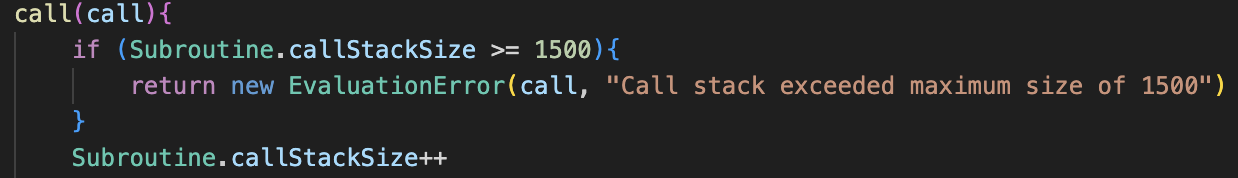 call(call){
    if (Subroutine.callStackSize >= 1500){
        return new EvaluationError(call, "Call stack exceeded maximum size of 1500")
    }
    Subroutine.callStackSize++